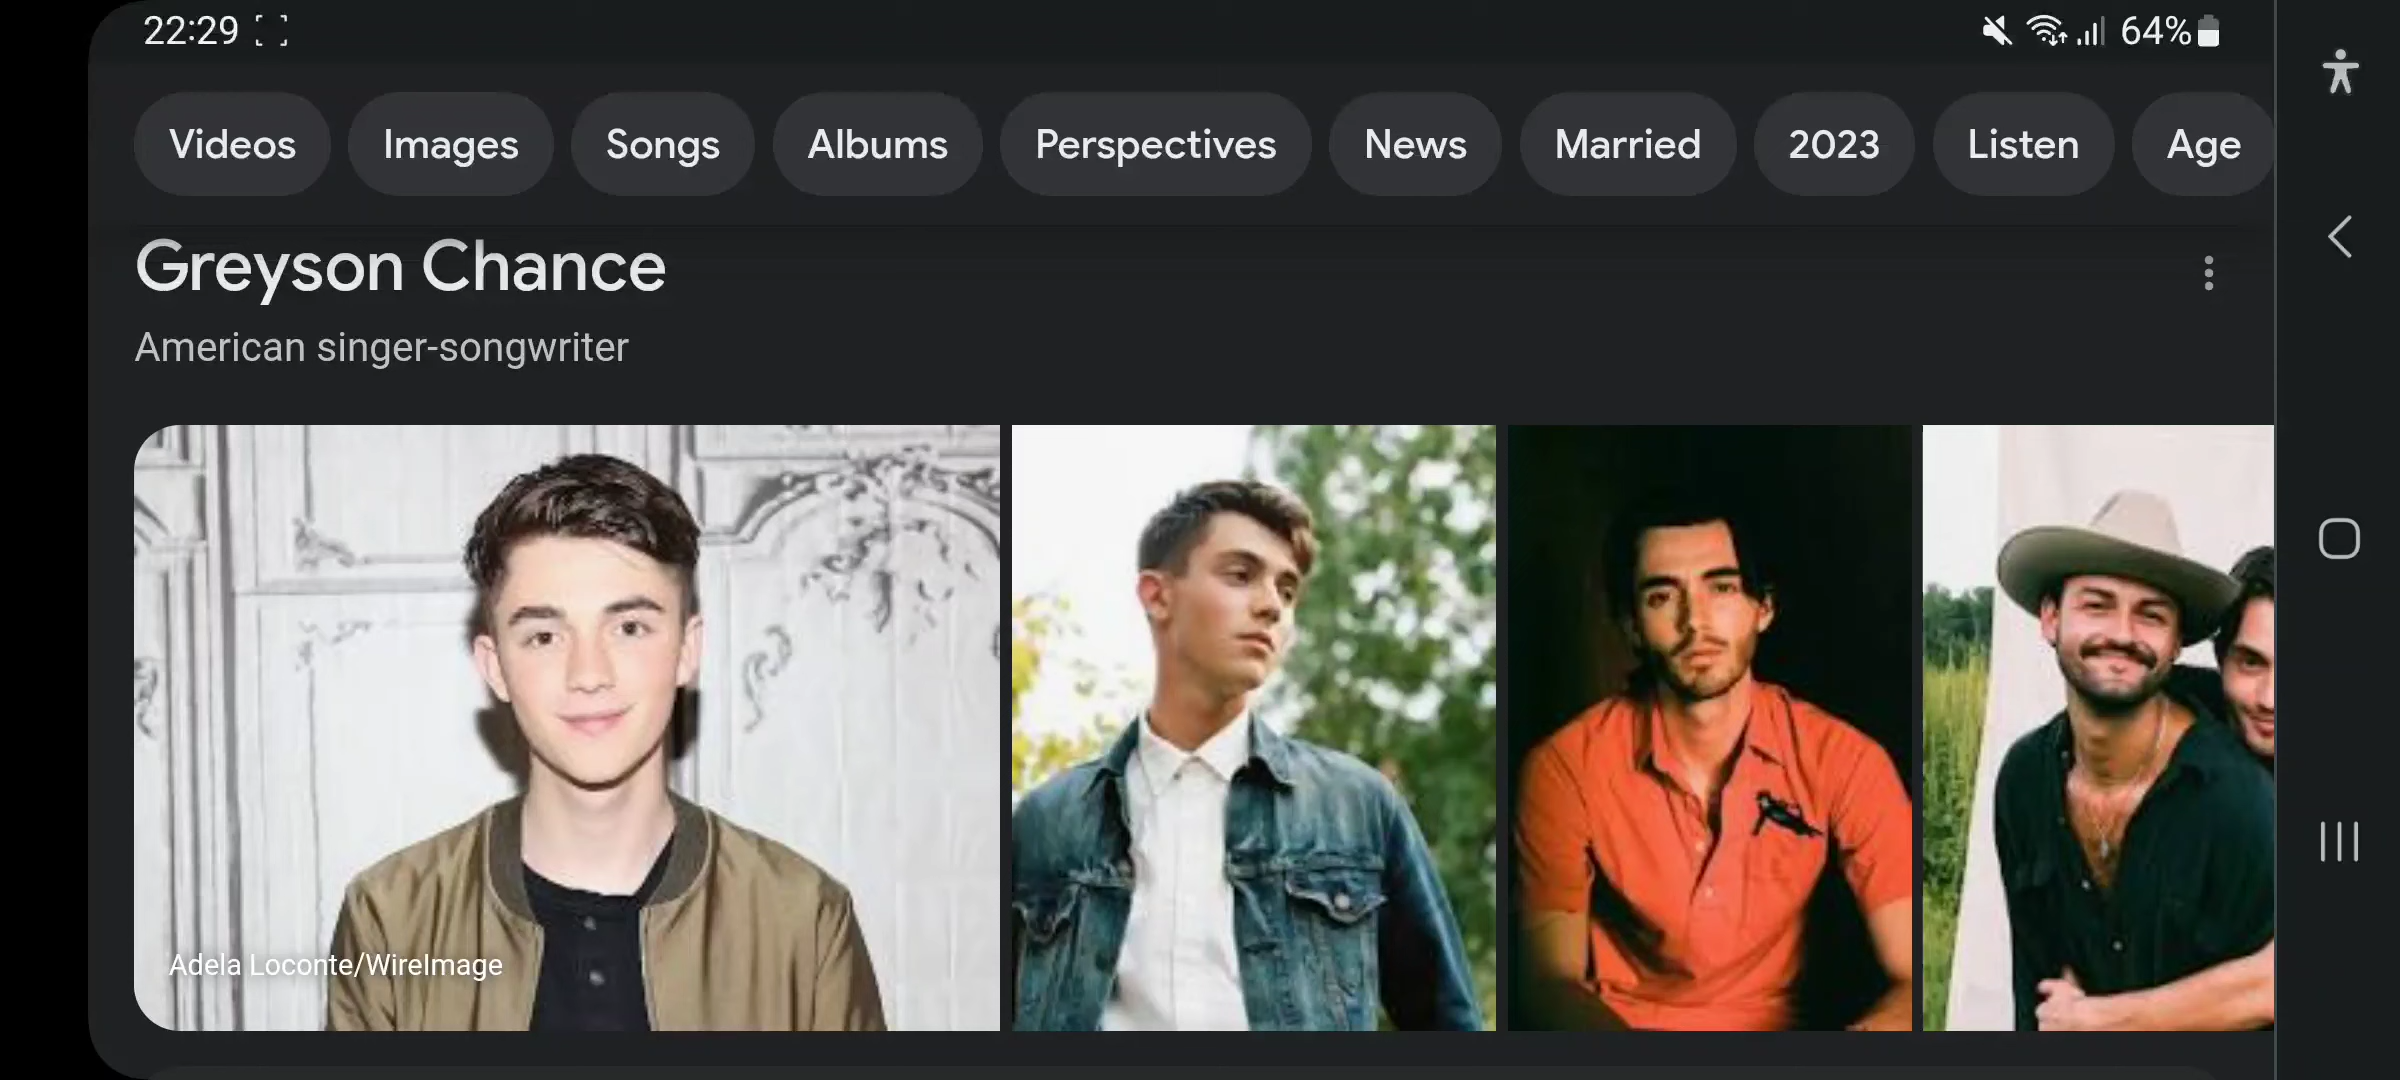 22:29 64%
Videos Images Songs Albums Perspectives News Married 2023 Listen Age
Greyson Chance
American singer-songwriter
Adela Loconte/WireImage